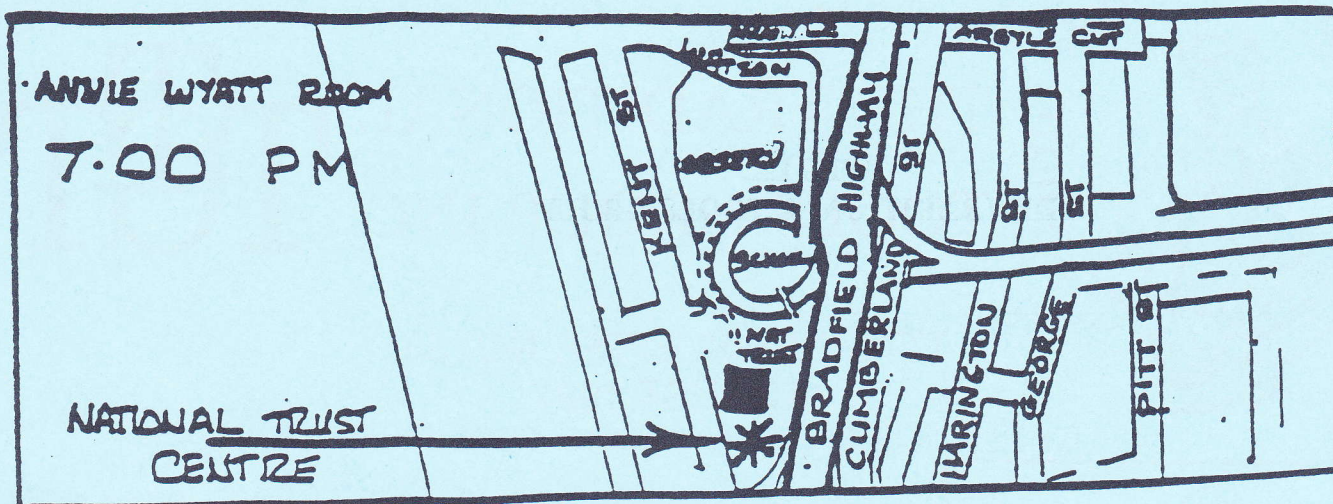 ANNIE WYATT ROOM
7.00 PM
NATIONAL TRUST
CENTRE
KENT ST
WATSON
ARGYLE CUT
BRADFIELD HIGHWAY
CUMBERLAND
ST
ST
ST
NAT
TRUST
GEORGE
PITT ST